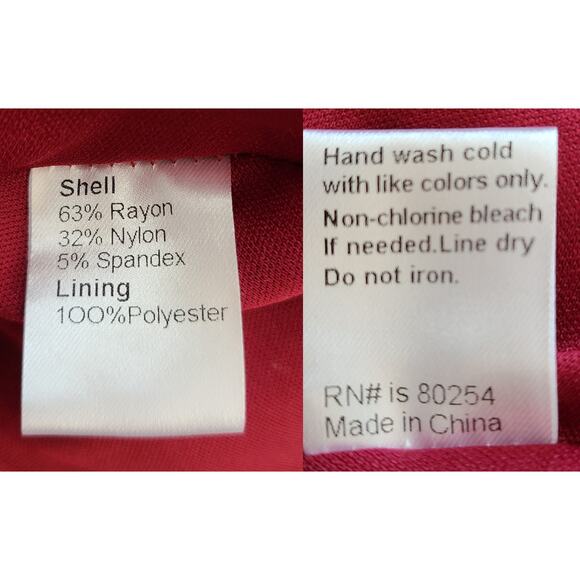 Shell
63% Rayon
32% Nylon
5% Spandex
Lining
100%Polyester
Hand wash cold
with like colors only.
Non-chlorine bleach
If needed.Line dry
Do not iron.
RN# is 80254
Made in China